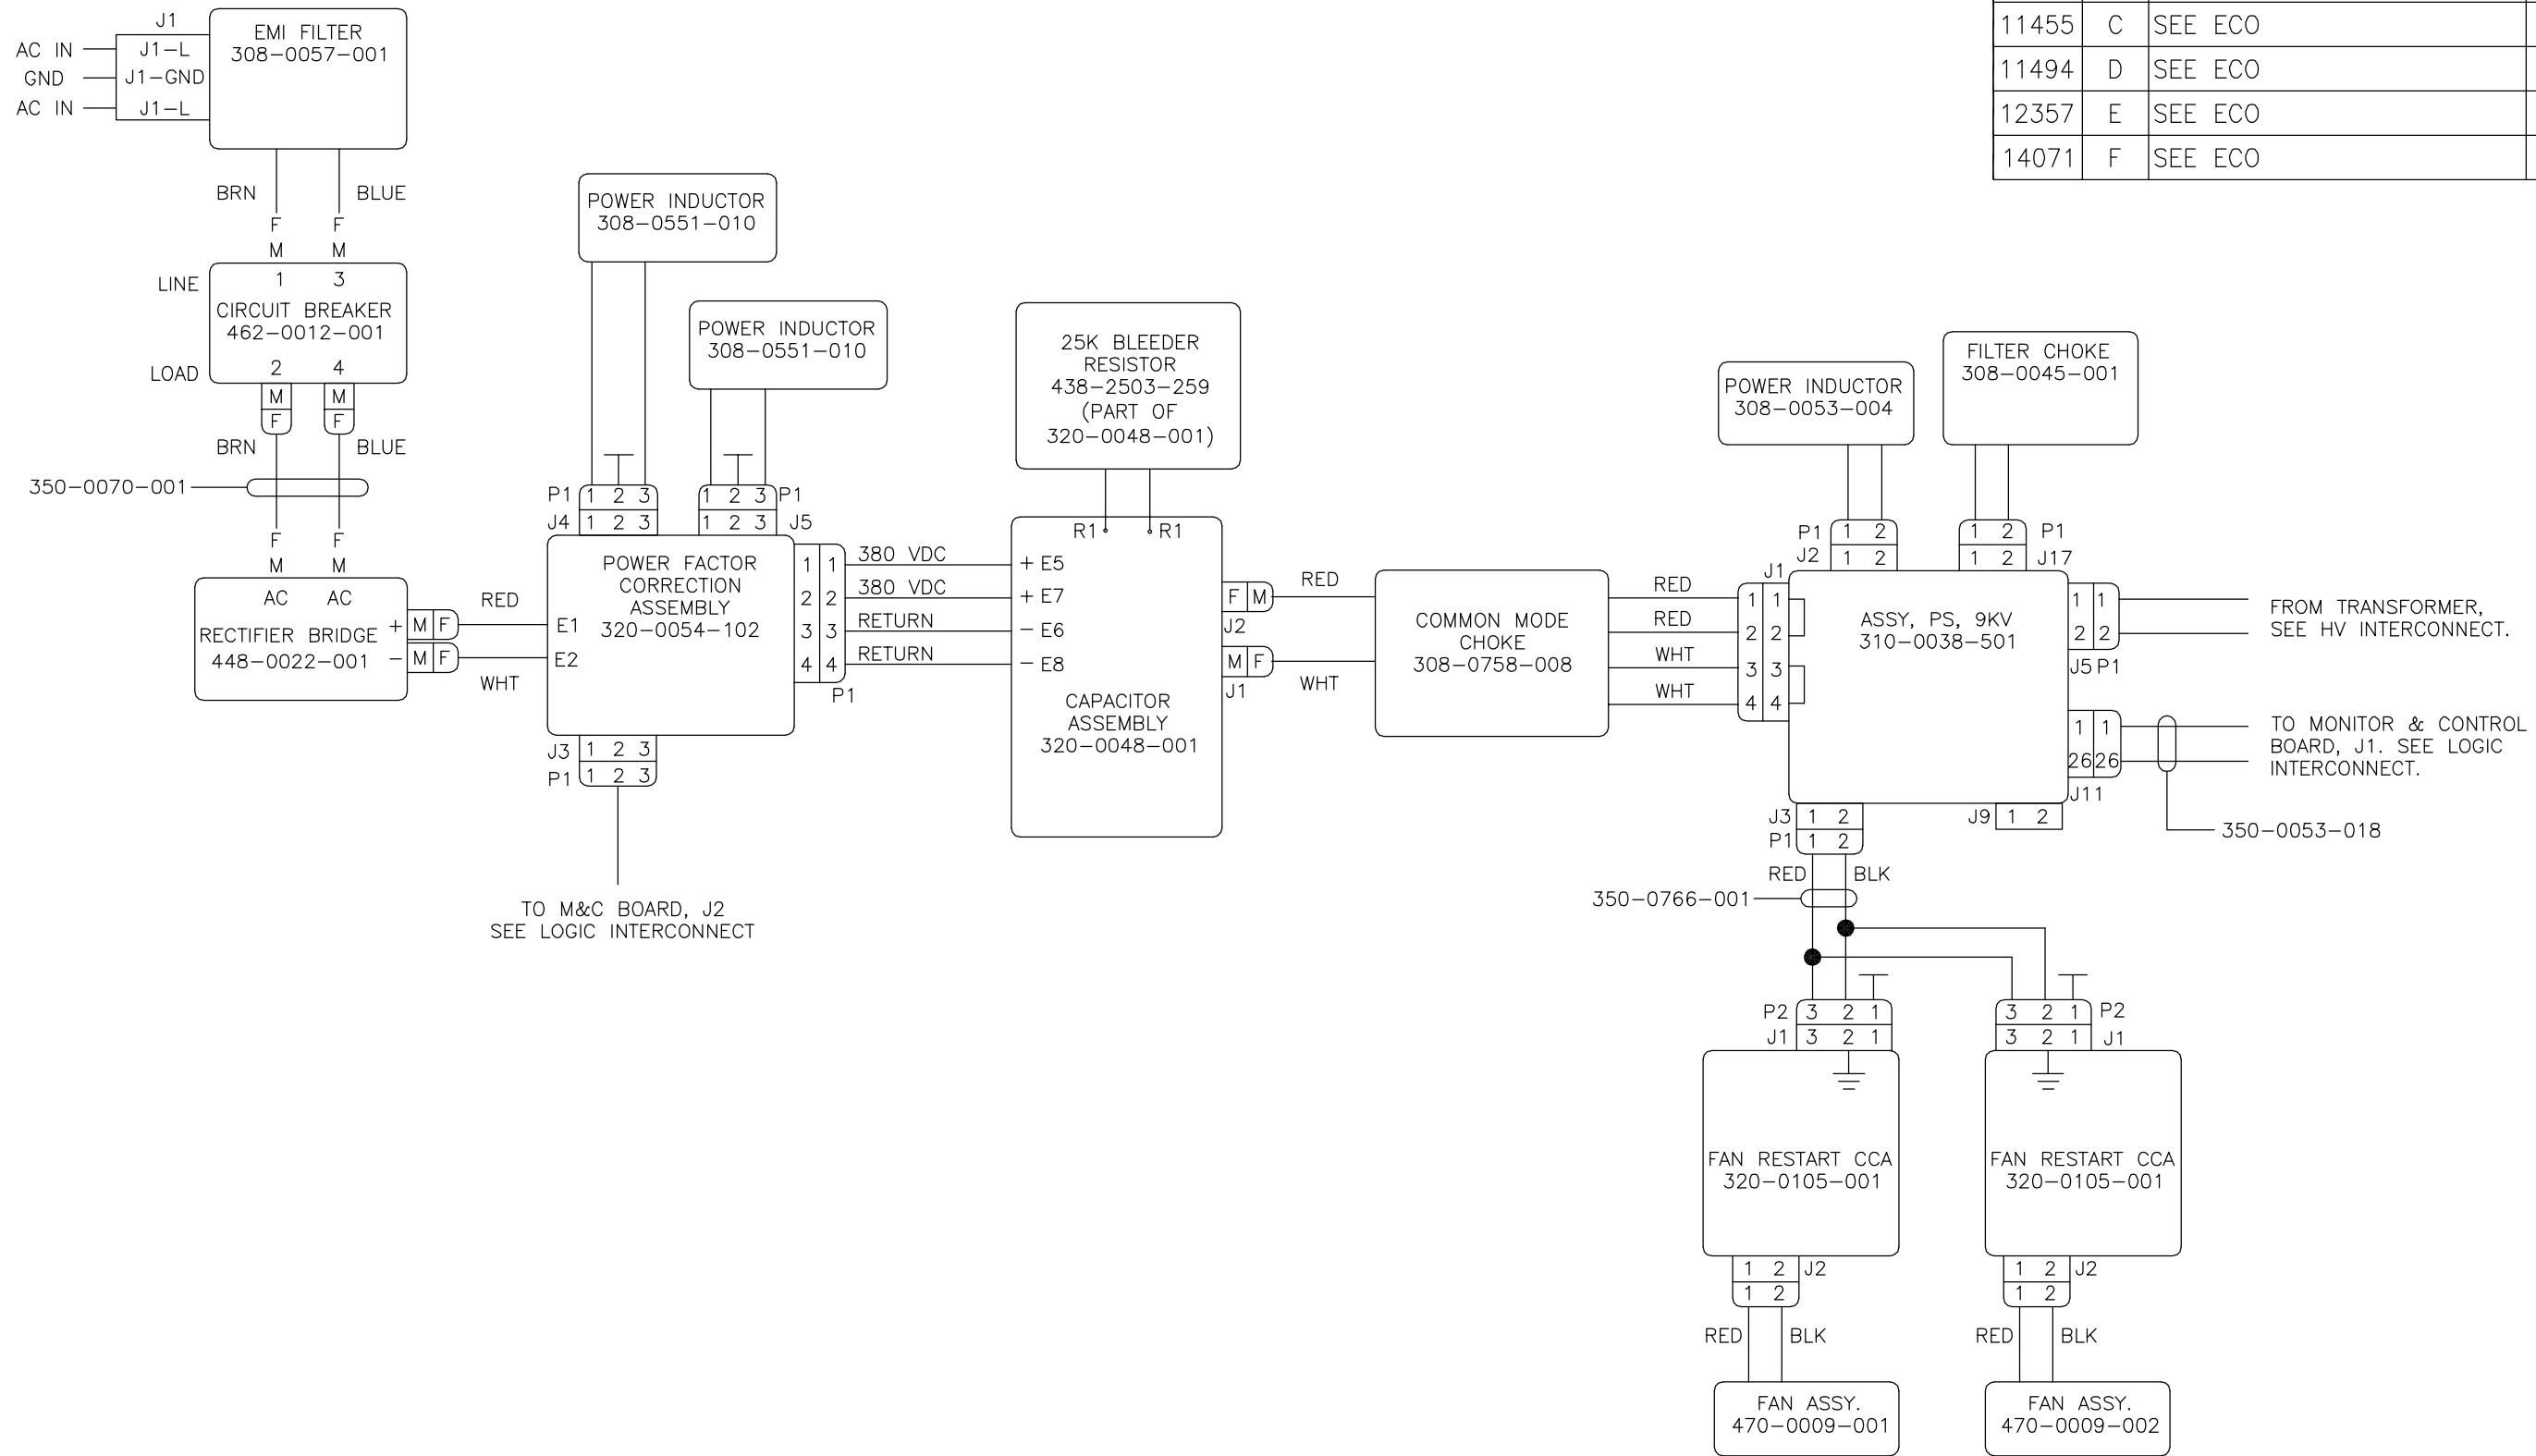 11455 C SEE ECO
11494 D SEE ECO
12357 E SEE ECO
14071 F SEE ECO
J1
AC IN J1-L
GND J1-GND
AC IN J1-L
EMI FILTER
308-0057-001
BRN BLUE
F F
M M
LINE 1 3
CIRCUIT BREAKER
462-0012-001
LOAD 2 4
M M
F F
BRN BLUE
350-0070-001
F F
M M
AC AC
RECTIFIER BRIDGE
448-0022-001
+ M F RED
- M F WHT
POWER INDUCTOR
308-0551-010
POWER INDUCTOR
308-0551-010
P1 1 2 3
J4 1 2 3
1 2 3 P1
1 2 3 J5
POWER FACTOR
CORRECTION
ASSEMBLY
320-0054-102
E1
E2
1 1 380 VDC
2 2 380 VDC
3 3 RETURN
4 4 RETURN
P1
J3 1 2 3
P1 1 2 3
TO M&C BOARD, J2
SEE LOGIC INTERCONNECT
25K BLEEDER
RESISTOR
438-2503-259
(PART OF
320-0048-001)
R1 R1
+ E5
+ E7
- E6
- E8
CAPACITOR
ASSEMBLY
320-0048-001
F M RED
J2
M F WHT
J1
COMMON MODE
CHOKE
308-0758-008
RED
RED
WHT
WHT
J1
1 1
2 2
3 3
4 4
POWER INDUCTOR
308-0053-004
FILTER CHOKE
308-0045-001
P1 1 2
J2 1 2
1 2 P1
1 2 J17
ASSY, PS, 9KV
310-0038-501
1 1
2 2
J5 P1
FROM TRANSFORMER,
SEE HV INTERCONNECT.
1 1
26 26
J11
TO MONITOR & CONTROL
BOARD, J1. SEE LOGIC
INTERCONNECT.
350-0053-018
J3 1 2
P1 1 2
J9 1 2
RED BLK
350-0766-001
P2 3 2 1
J1 3 2 1
3 2 1 P2
3 2 1 J1
FAN RESTART CCA
320-0105-001
FAN RESTART CCA
320-0105-001
1 2 J2
1 2
1 2 J2
1 2
RED BLK
RED BLK
FAN ASSY.
470-0009-001
FAN ASSY.
470-0009-002